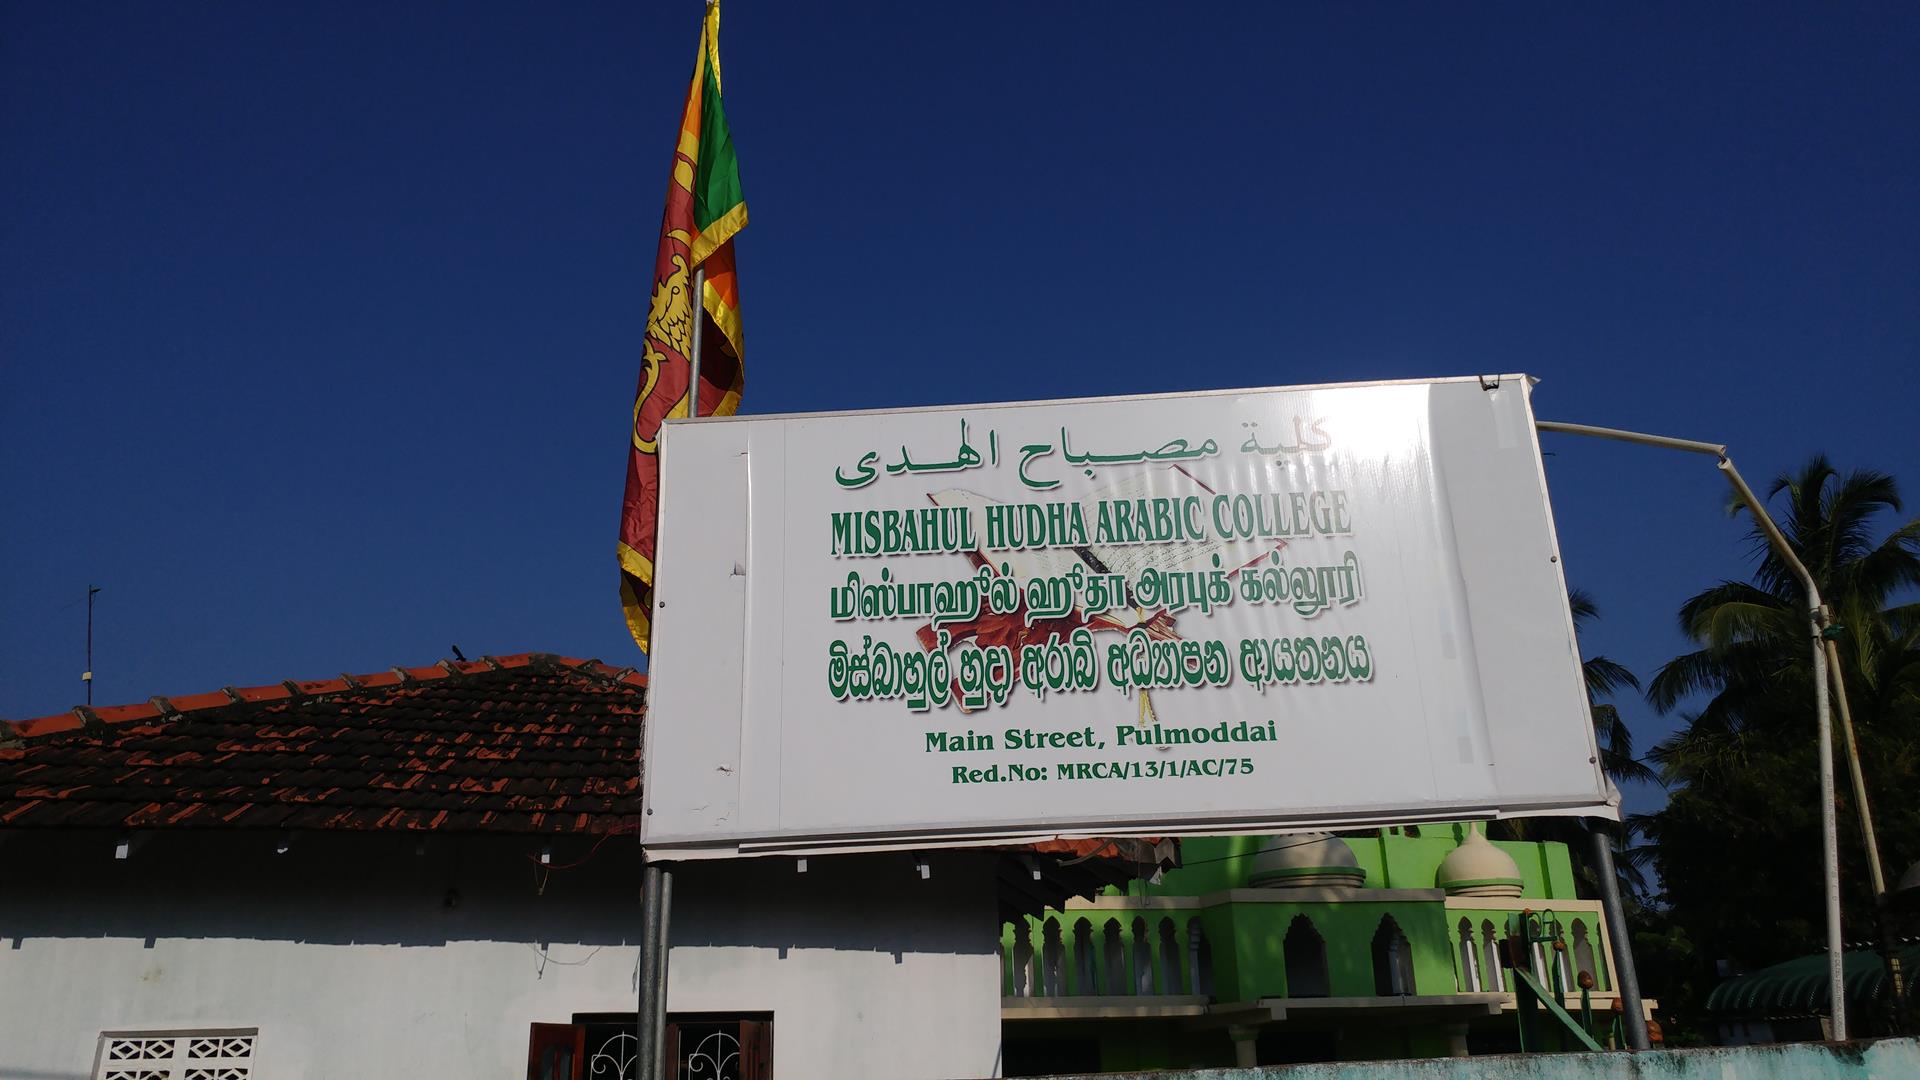 كلية مصباح الهدى
MISBAHUL HUDHA ARABIC COLLEGE
மிஸ்பாஹுல் ஹுதா அரபுக் கல்லூரி
මිස්බාහුල් හුදා අරාබි අධ්‍යාපන ආයතනය
Main Street, Pulmoddai
Red.No: MRCA/13/1/AC/75